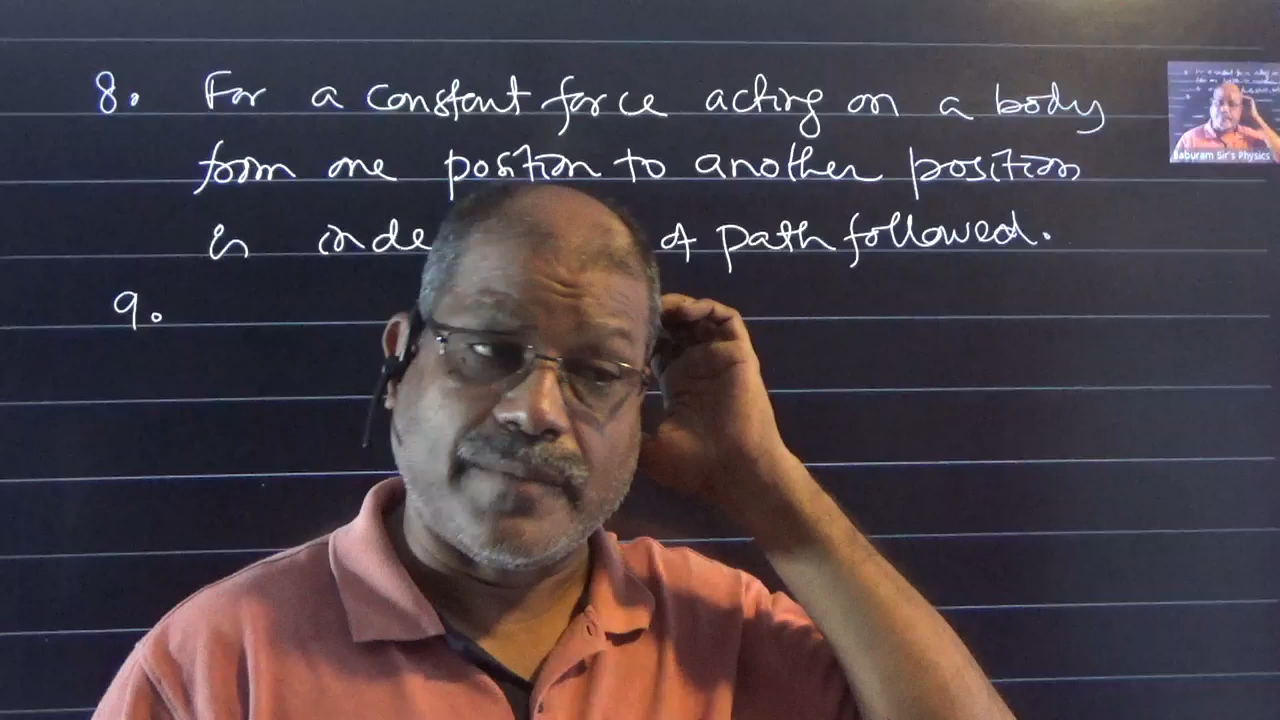 8. For a constant force acting on a body
from one position to another position
is inde of path followed.
9.
Baburam Sir's Physics